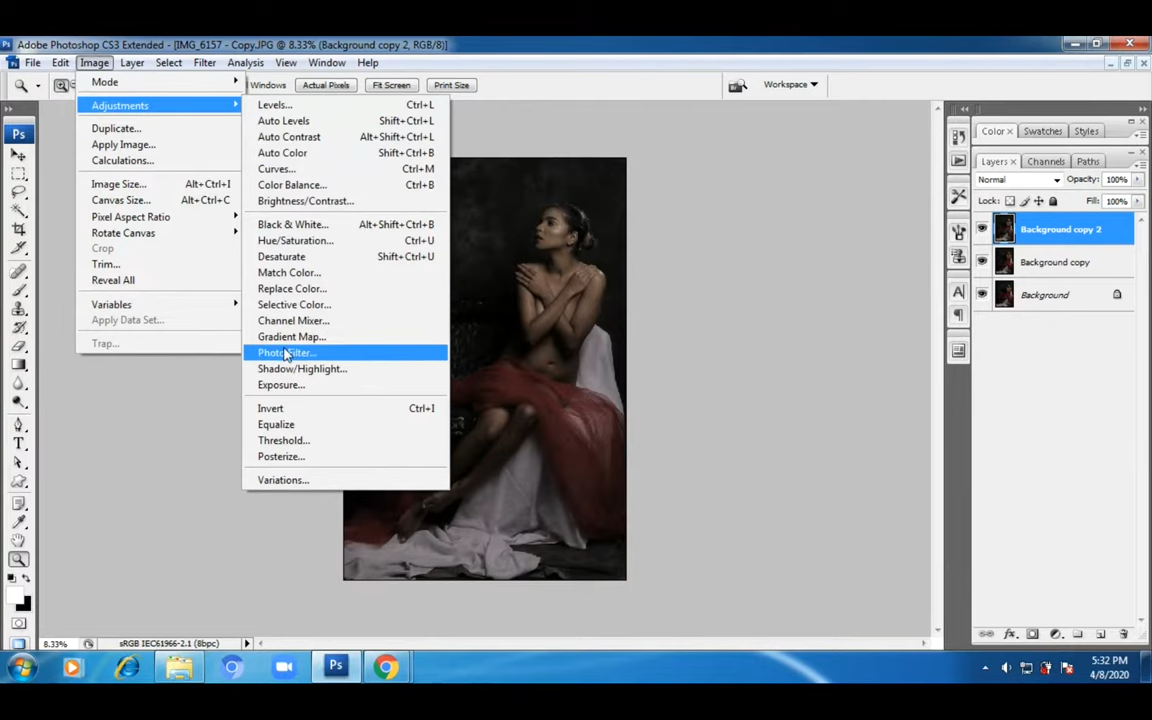 Adobe Photoshop CS3 Extended - [IMG_6157 - Copy.JPG @ 8.33% (Background copy 2, RGB/8)]
File Edit Image Layer Select Filter Analysis View Window Help
Windows Actual Pixels Fit Screen Print Size Workspace
Mode
Adjustments
Duplicate...
Apply Image...
Calculations...
Image Size... Alt+Ctrl+I
Canvas Size... Alt+Ctrl+C
Pixel Aspect Ratio
Rotate Canvas
Crop
Trim...
Reveal All
Variables
Apply Data Set...
Trap...
Levels... Ctrl+L
Auto Levels Shift+Ctrl+L
Auto Contrast Alt+Shift+Ctrl+L
Auto Color Shift+Ctrl+B
Curves... Ctrl+M
Color Balance... Ctrl+B
Brightness/Contrast...
Black & White... Alt+Shift+Ctrl+B
Hue/Saturation... Ctrl+U
Desaturate Shift+Ctrl+U
Match Color...
Replace Color...
Selective Color...
Channel Mixer...
Gradient Map...
Photo Filter...
Shadow/Highlight...
Exposure...
Invert Ctrl+I
Equalize
Threshold...
Posterize...
Variations...
Ps
Color Swatches Styles
Layers Channels Paths
Normal Opacity: 100%
Lock: Fill: 100%
Background copy 2
Background copy
Background
8.33% sRGB IEC61966-2.1 (8bpc)
Ps
5:32 PM
4/8/2020